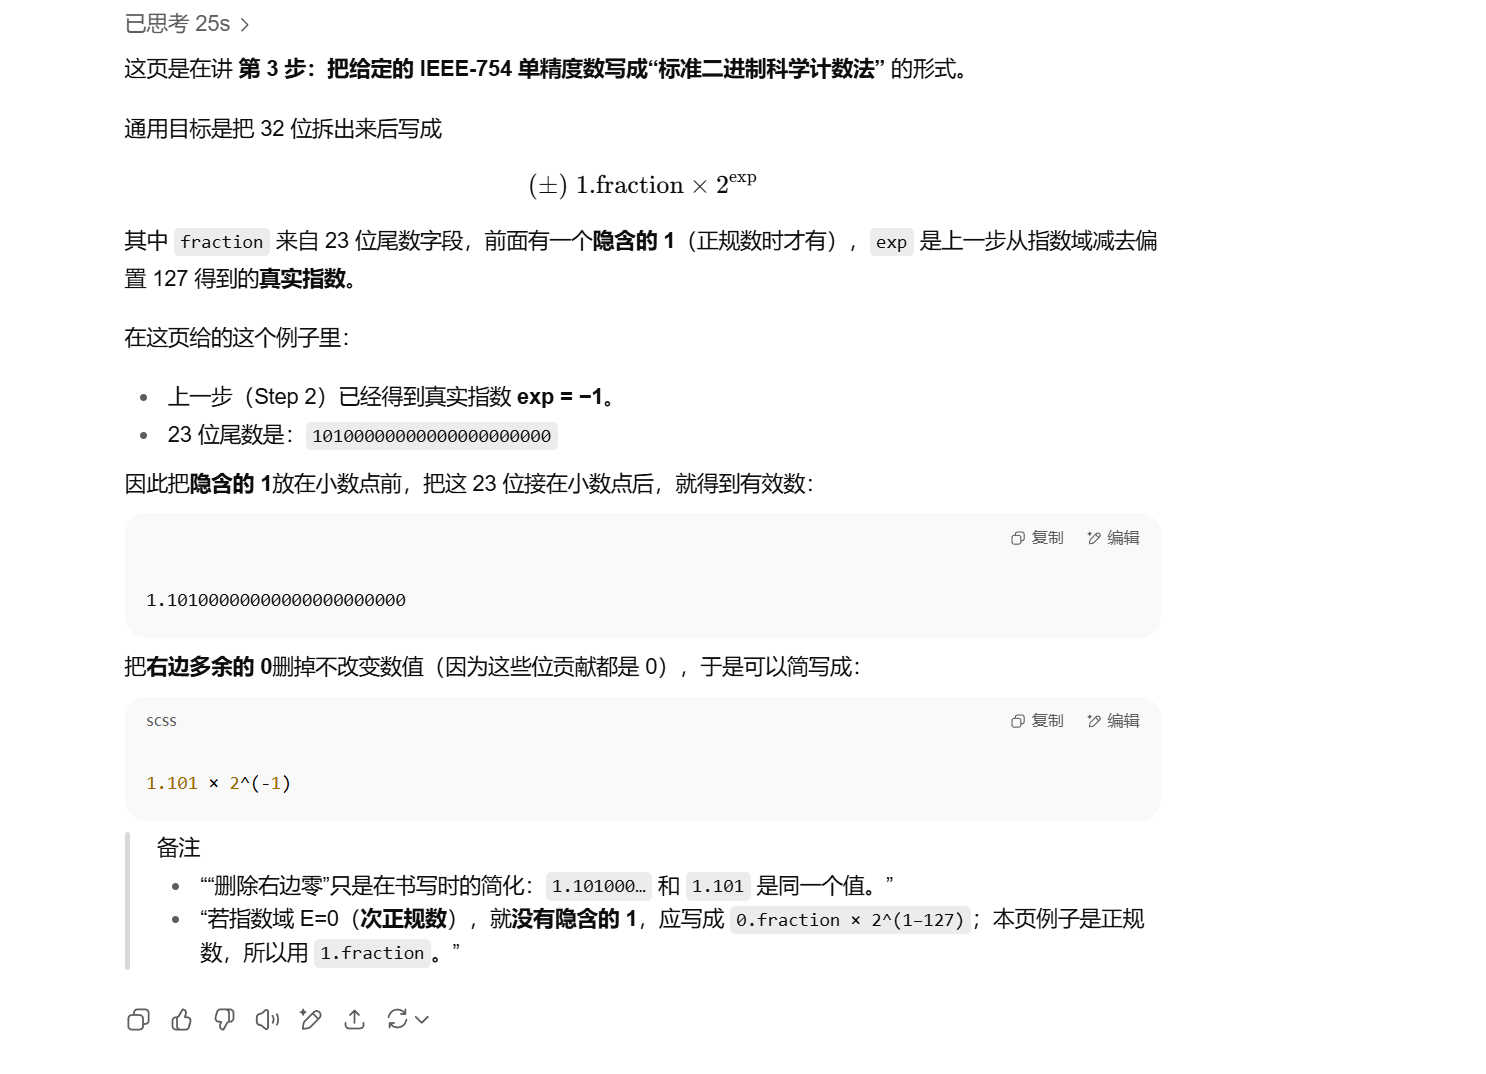 已思考 25s >
这页是在讲 第 3 步：把给定的 IEEE-754 单精度数写成“标准二进制科学计数法” 的形式。
通用目标是把 32 位拆出来后写成
(±) 1.fraction × 2^exp
其中 fraction 来自 23 位尾数字段，前面有一个隐含的 1（正规数时才有），exp 是上一步从指数域减去偏
置 127 得到的真实指数。
在这页给的这个例子里：
• 上一步（Step 2）已经得到真实指数 exp = −1。
• 23 位尾数是：10100000000000000000000
因此把隐含的 1放在小数点前，把这 23 位接在小数点后，就得到有效数：
复制 编辑
1.10100000000000000000000
把右边多余的 0删掉不改变数值（因为这些位贡献都是 0），于是可以简写成：
scss 复制 编辑
1.101 × 2^(-1)
备注
• ““删除右边零”只是在书写时的简化：1.101000… 和 1.101 是同一个值。”
• “若指数域 E=0（次正规数），就没有隐含的 1，应写成 0.fraction × 2^(1−127)；本页例子是正规
数，所以用 1.fraction。”